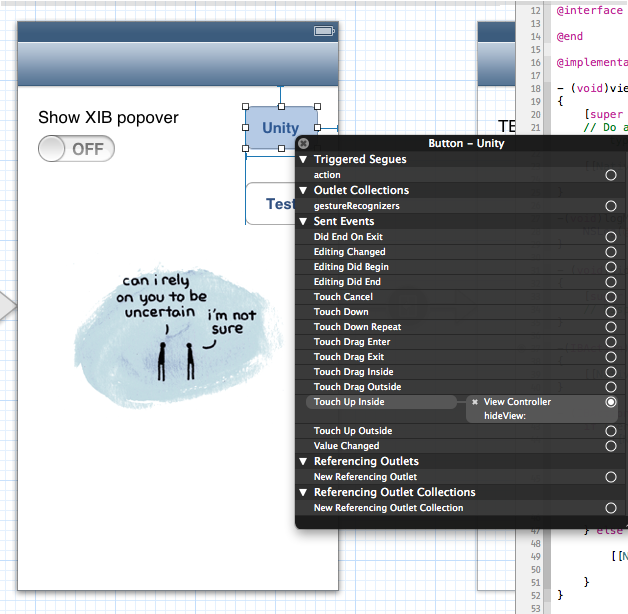 Show XIB popover
OFF
Unity
Test
can i rely
on you to be
uncertain
i'm not
sure
TE
Button – Unity
Triggered Segues
action
Outlet Collections
gestureRecognizers
Sent Events
Did End On Exit
Editing Changed
Editing Did Begin
Editing Did End
Touch Cancel
Touch Down
Touch Down Repeat
Touch Drag Enter
Touch Drag Exit
Touch Drag Inside
Touch Drag Outside
Touch Up Inside
View Controller
hideView:
Touch Up Outside
Value Changed
Referencing Outlets
New Referencing Outlet
Referencing Outlet Collections
New Referencing Outlet Collection
12 @interface
13
14 @end
15
16 @implementa
17
18 - (void)vie
19 {
20 [super
21 // Do a
47 } else
48
49 [[N
50
51 }
52 }
53